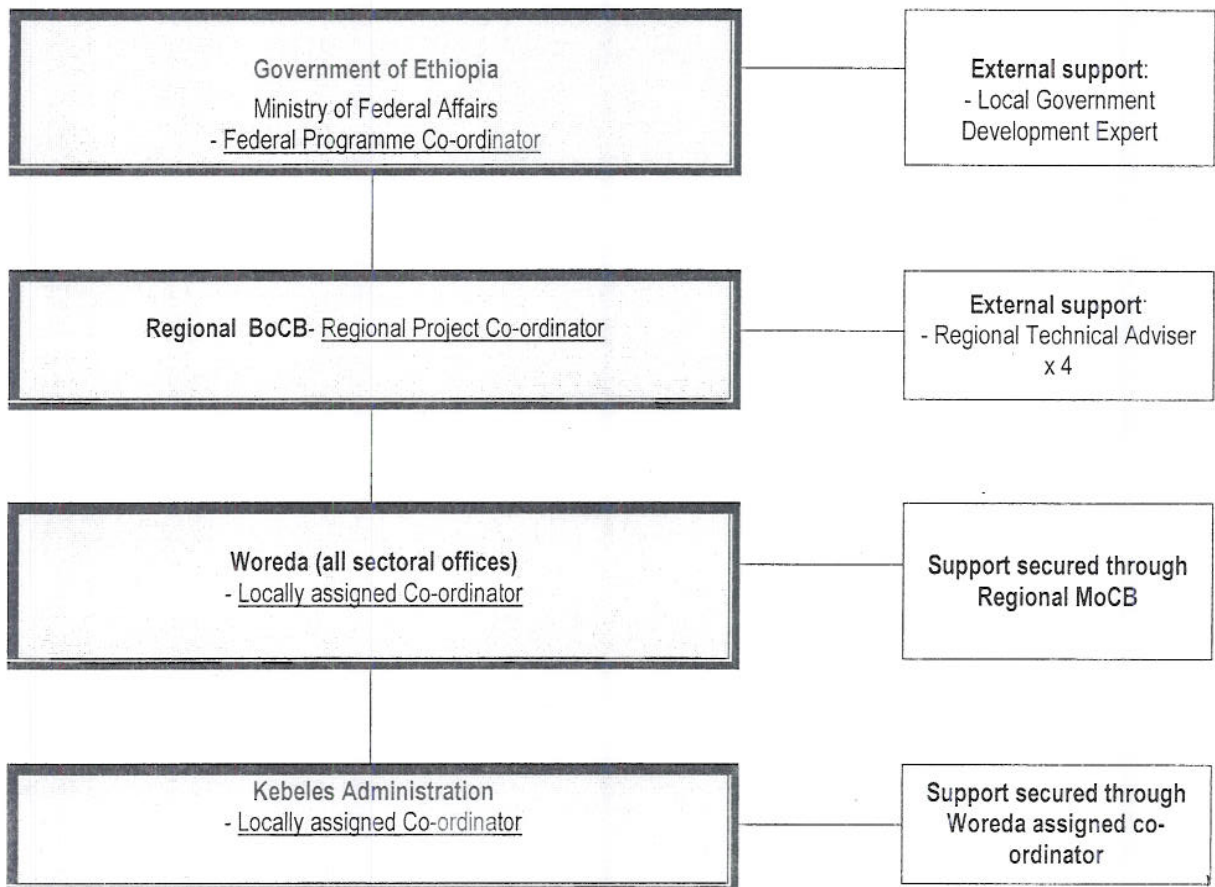 Government of Ethiopia
Ministry of Federal Affairs
- Federal Programme Co-ordinator
External support:
- Local Government
Development Expert
Regional BoCB- Regional Project Co-ordinator
External support:
- Regional Technical Adviser
x 4
Woreda (all sectoral offices)
- Locally assigned Co-ordinator
Support secured through
Regional MoCB
Kebeles Administration
- Locally assigned Co-ordinator
Support secured through
Woreda assigned co-
ordinator